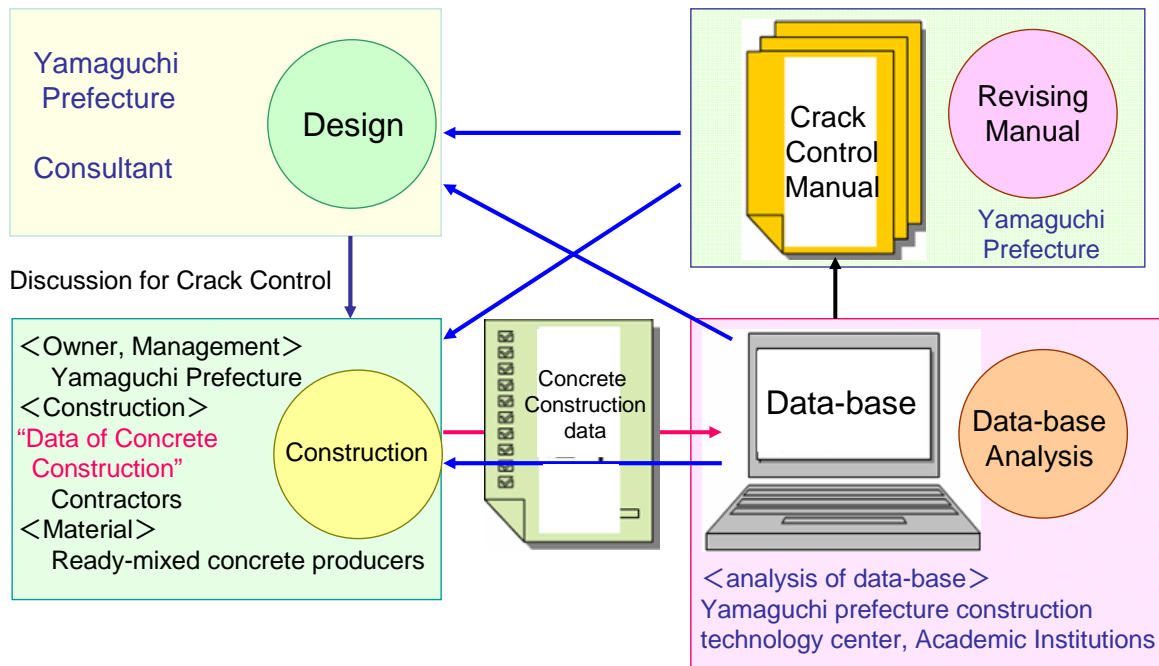 Yamaguchi
Prefecture
Consultant
Design
Crack
Control
Manual
Revising
Manual
Yamaguchi
Prefecture
Discussion for Crack Control
＜Owner, Management＞
Yamaguchi Prefecture
＜Construction＞
“Data of Concrete
Construction”
Contractors
＜Material＞
Ready-mixed concrete producers
Construction
Concrete
Construction
data
Data-base
Data-base
Analysis
＜analysis of data-base＞
Yamaguchi prefecture construction
technology center, Academic Institutions